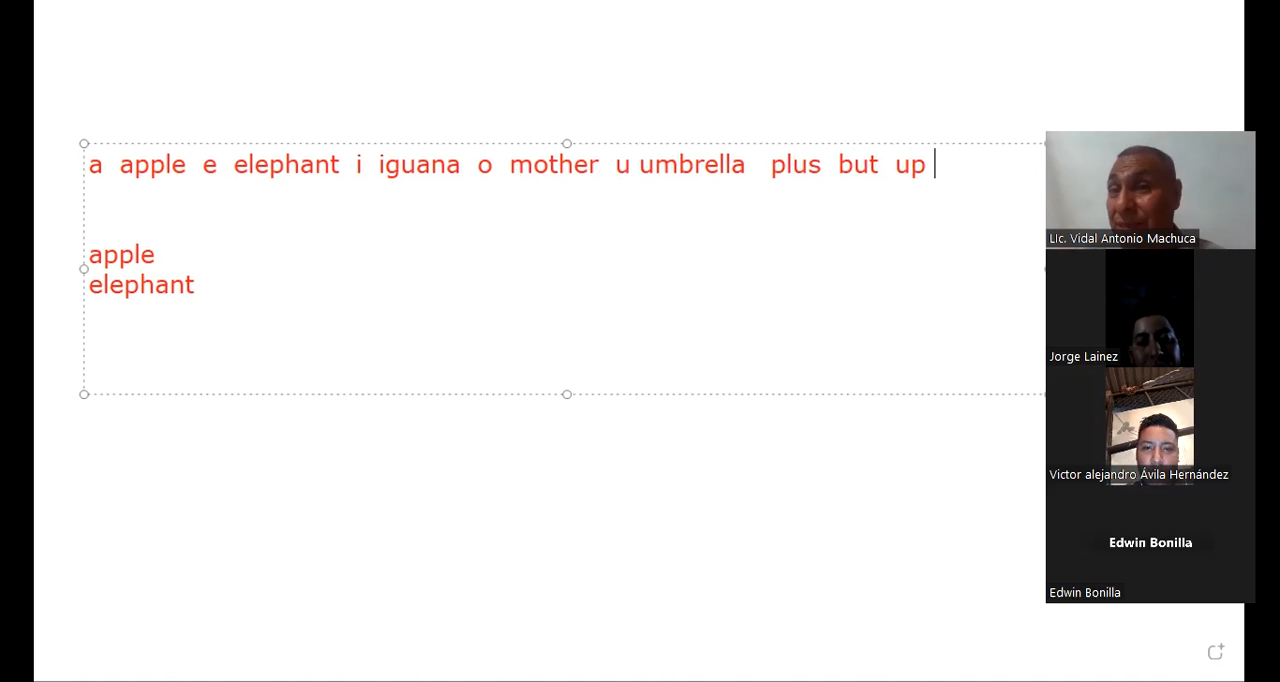 a apple e elephant i iguana o mother u umbrella plus but up
apple
elephant
LIc. Vidal Antonio Machuca
Jorge Lainez
Victor alejandro Ávila Hernández
Edwin Bonilla
Edwin Bonilla